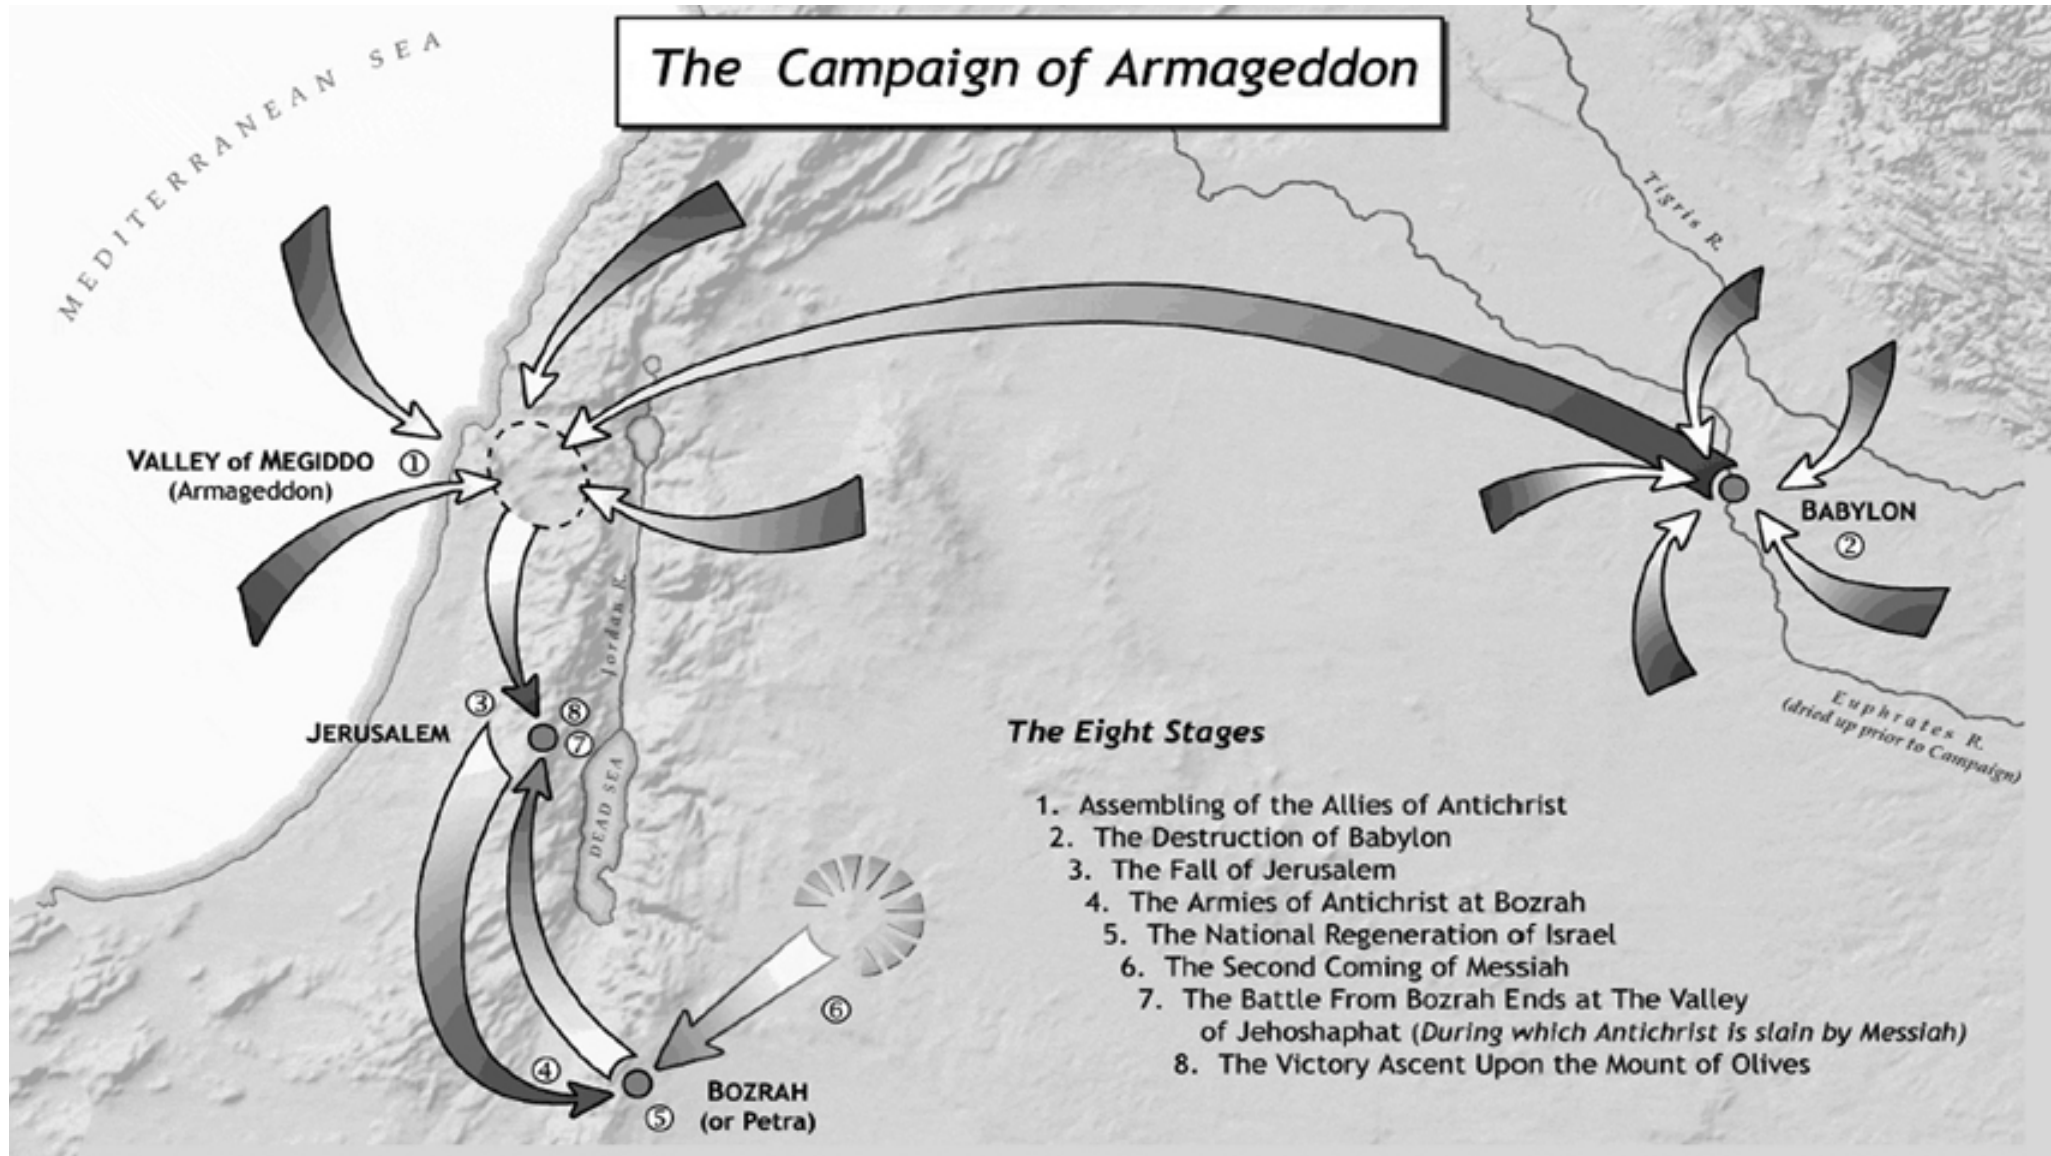 The Campaign of Armageddon
MEDITERRANEAN SEA
Tigris R.
VALLEY of MEGIDDO ①
(Armageddon)
BABYLON
②
Jordan R.
Euphrates R.
(dried up prior to Campaign)
③
⑧
JERUSALEM
⑦
DEAD SEA
The Eight Stages
1. Assembling of the Allies of Antichrist
2. The Destruction of Babylon
3. The Fall of Jerusalem
4. The Armies of Antichrist at Bozrah
5. The National Regeneration of Israel
6. The Second Coming of Messiah
7. The Battle From Bozrah Ends at The Valley
of Jehoshaphat (During which Antichrist is slain by Messiah)
8. The Victory Ascent Upon the Mount of Olives
⑥
④
BOZRAH
(or Petra)
⑤